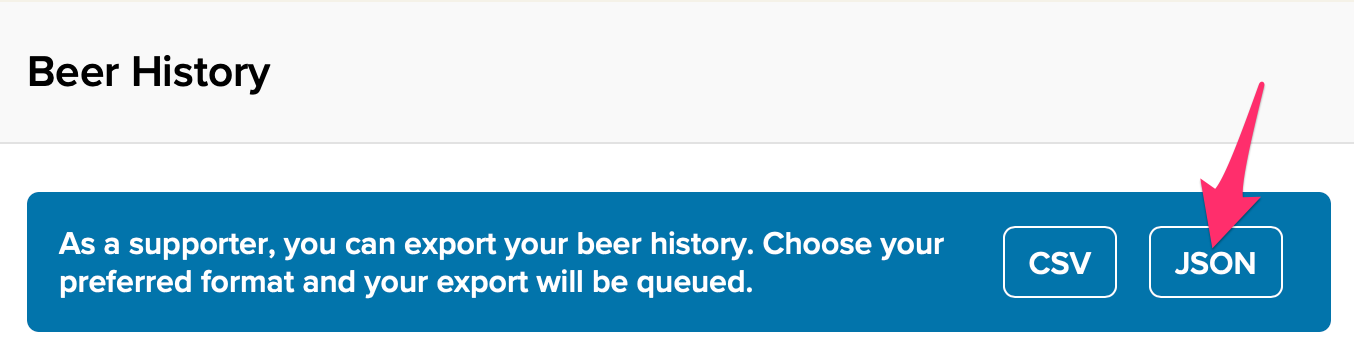 Beer History
As a supporter, you can export your beer history. Choose your
preferred format and your export will be queued.
CSV
JSON